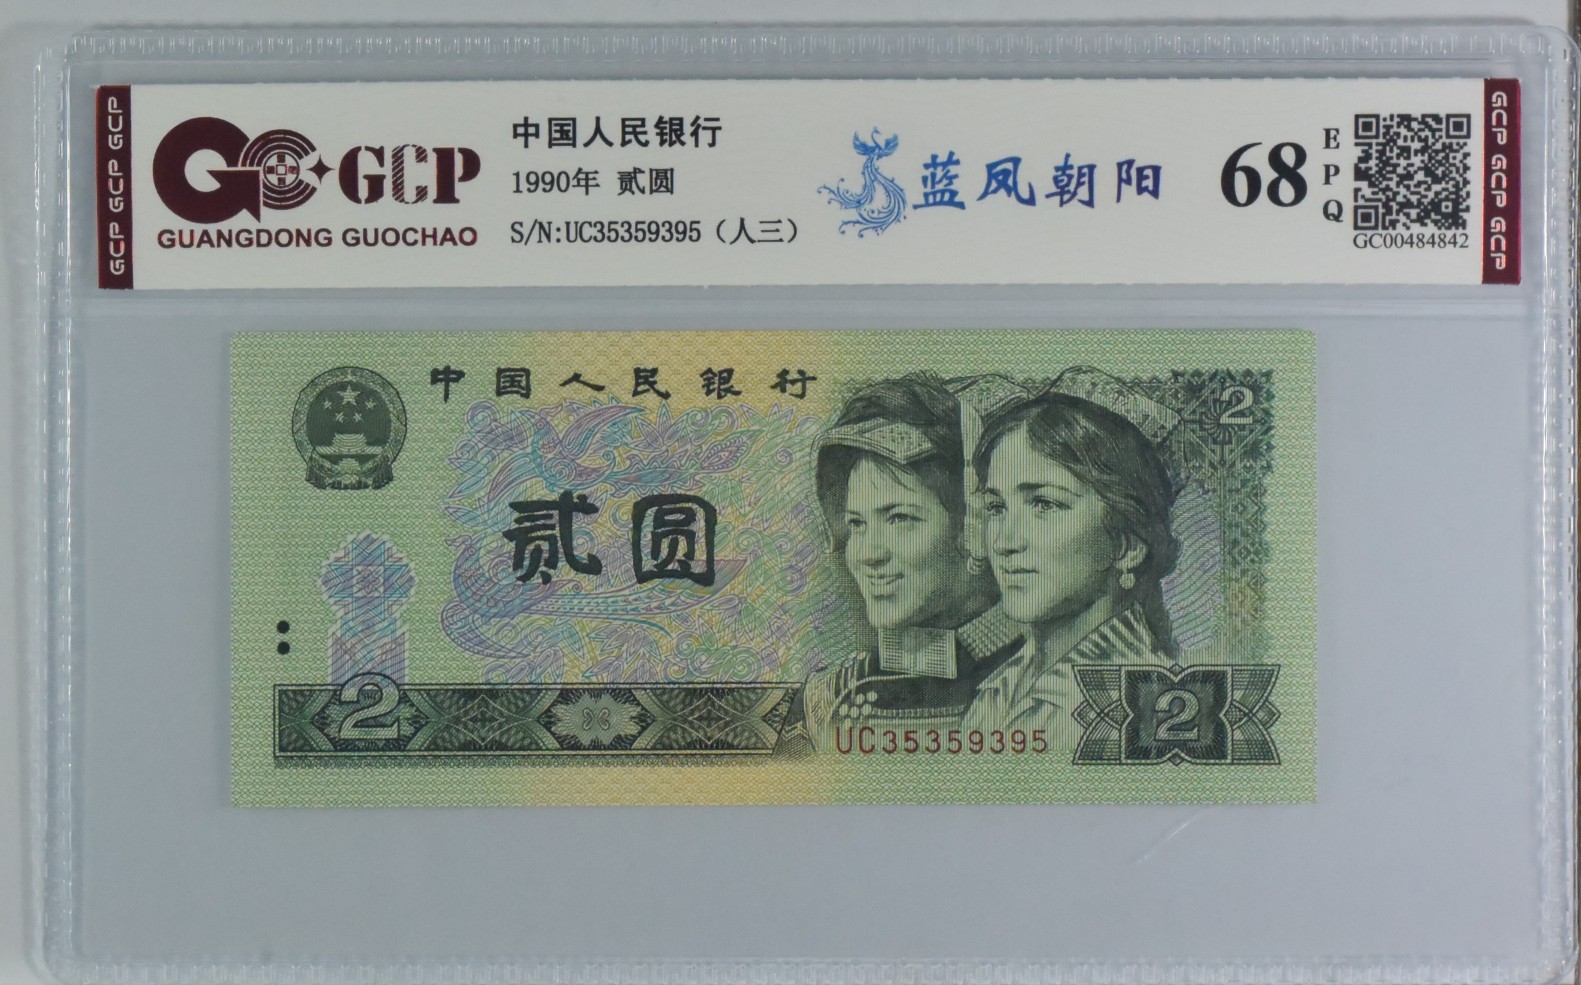 GCP GCP GCP
GCP
GUANGDONG GUOCHAO
中国人民银行
1990年 贰圆
S/N:UC35359395（人三）
蓝凤朝阳
68
EPQ
GC00484842
GCP GCP GCP
中国人民银行
2
贰圆
2
UC35359395
2